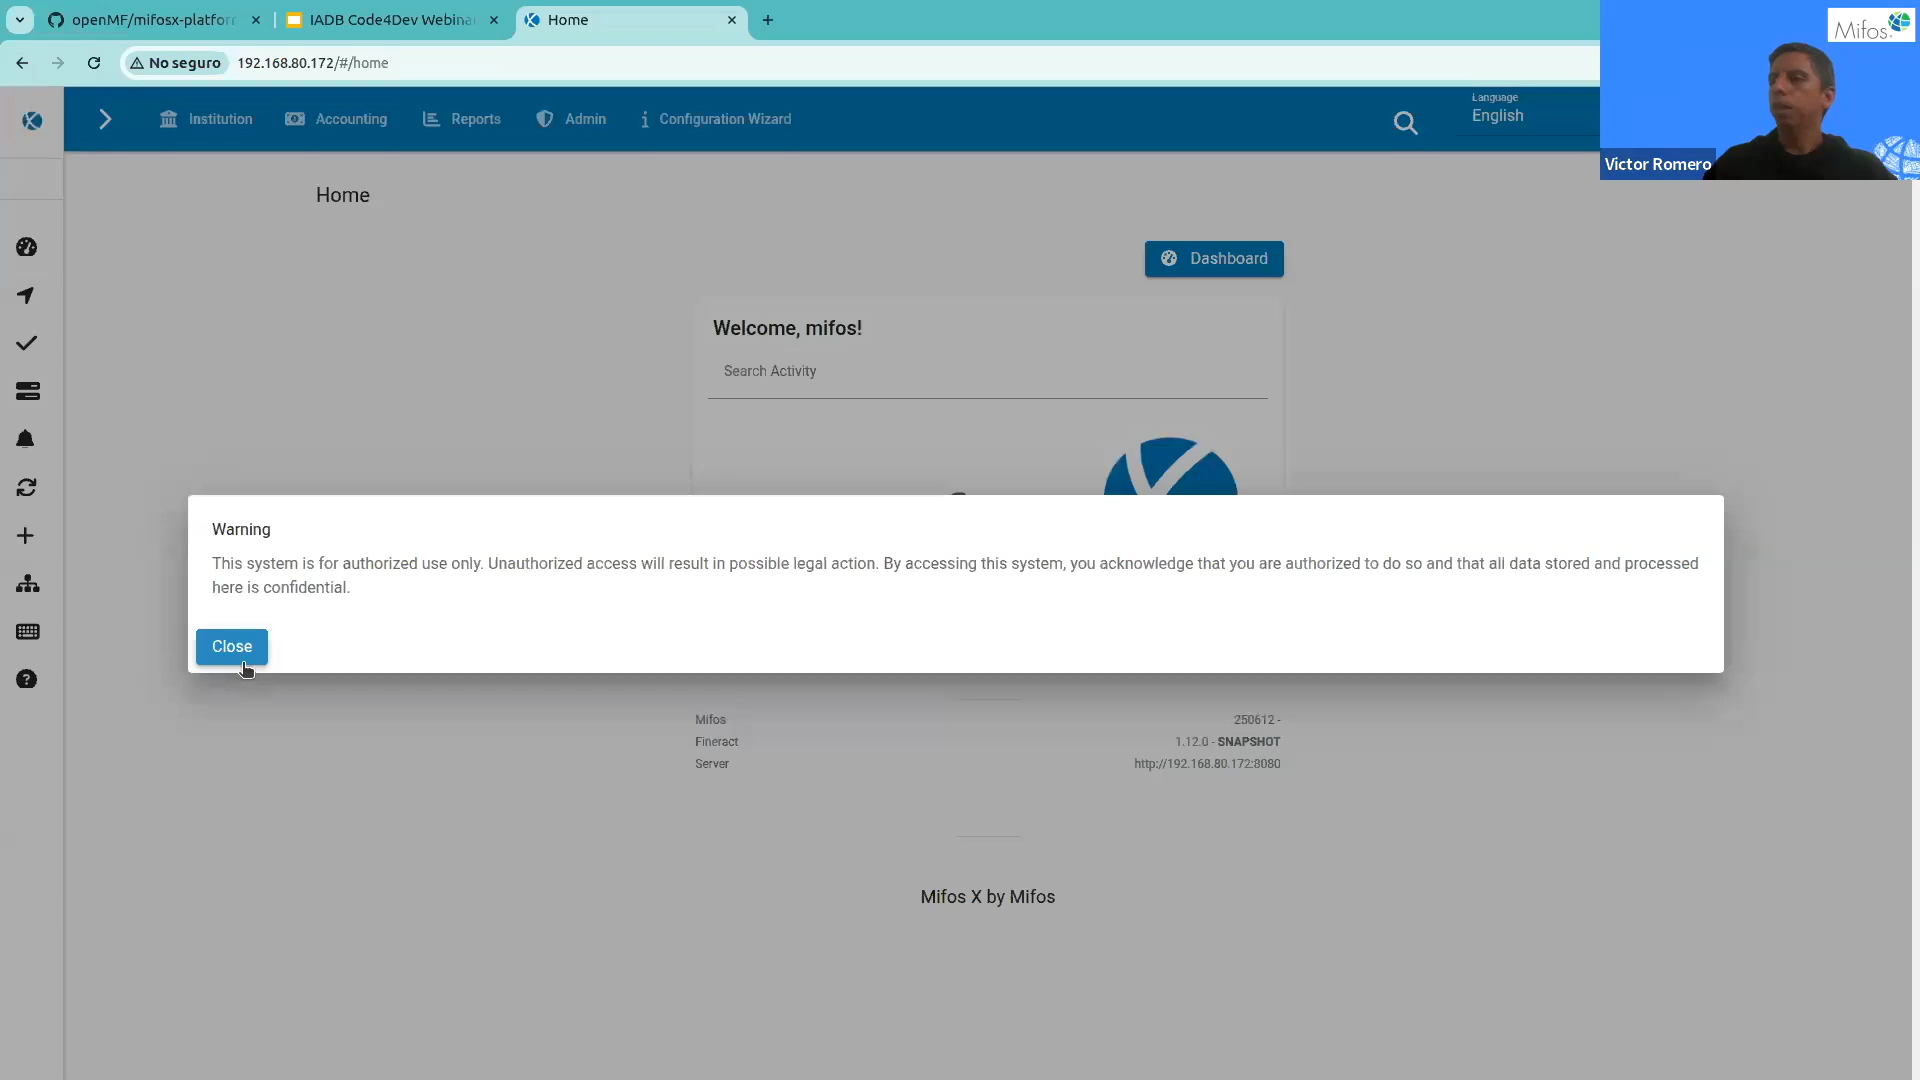 openMF/mifosx-platfor
IADB Code4Dev Webina
Home
No seguro
192.168.80.172/#/home
Mifos
Victor Romero
Institution
Accounting
Reports
Admin
Configuration Wizard
Language
English
Home
Dashboard
Welcome, mifos!
Search Activity
Warning
This system is for authorized use only. Unauthorized access will result in possible legal action. By accessing this system, you acknowledge that you are authorized to do so and that all data stored and processed
here is confidential.
Close
Mifos 250612 -
Fineract 1.12.0 - SNAPSHOT
Server http://192.168.80.172:8080
Mifos X by Mifos